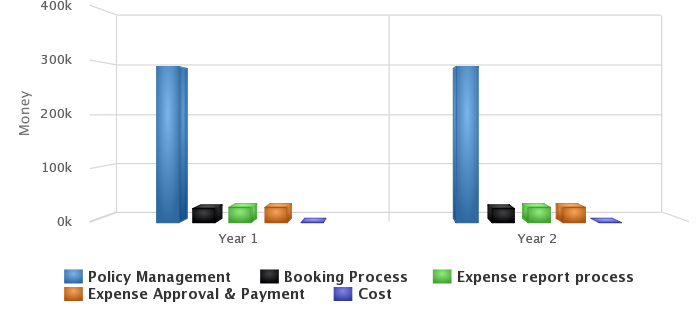 400k
300k
200k
100k
0k
Money
Year 1
Year 2
Policy Management
Booking Process
Expense report process
Expense Approval & Payment
Cost